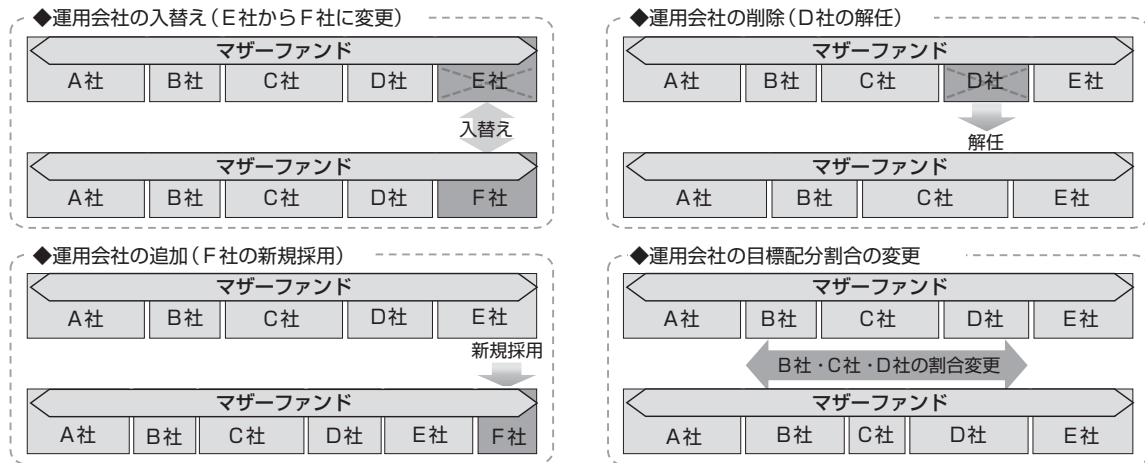 ◆運用会社の入替え(E社からF社に変更)
マザーファンド
A社 B社 C社 D社 E社
入替え
マザーファンド
A社 B社 C社 D社 F社
◆運用会社の削除(D社の解任)
マザーファンド
A社 B社 C社 D社 E社
解任
マザーファンド
A社 B社 C社 E社
◆運用会社の追加(F社の新規採用)
マザーファンド
A社 B社 C社 D社 E社
新規採用
マザーファンド
A社 B社 C社 D社 E社 F社
◆運用会社の目標配分割合の変更
マザーファンド
A社 B社 C社 D社 E社
B社・C社・D社の割合変更
マザーファンド
A社 B社 C社 D社 E社